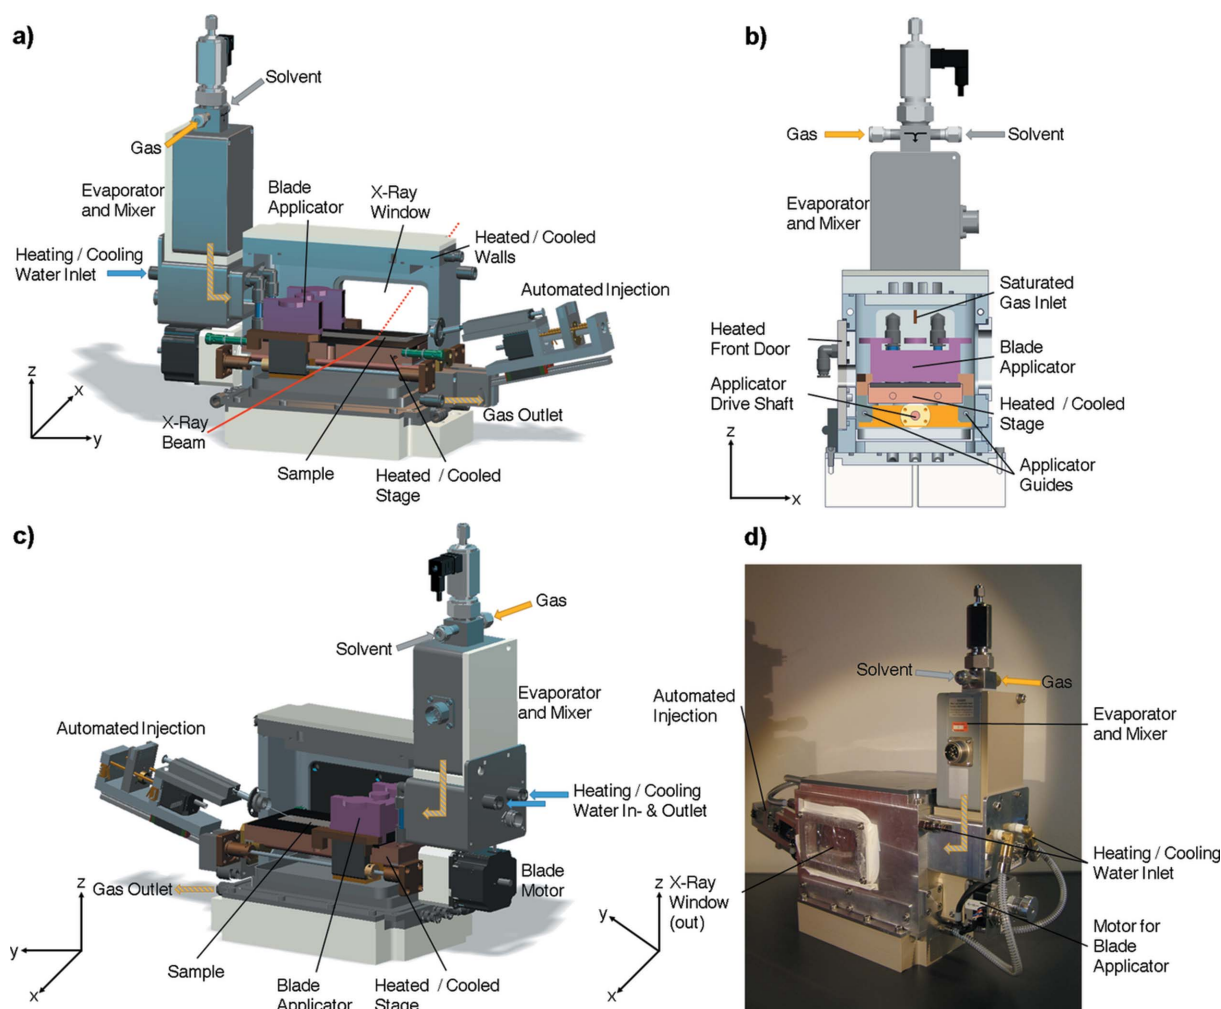 a)
Solvent
Gas
Evaporator
and Mixer
Blade
Applicator
X-Ray
Window
Heated / Cooled
Walls
Heating / Cooling
Water Inlet
Automated Injection
z
x
y
X-Ray
Beam
Sample
Heated / Cooled
Stage
Gas Outlet
b)
Gas
Solvent
Evaporator
and Mixer
Saturated
Gas Inlet
Heated
Front Door
Blade
Applicator
Applicator
Drive Shaft
Heated / Cooled
Stage
Applicator
Guides
z
x
c)
Gas
Solvent
Evaporator
and Mixer
Automated Injection
Heating / Cooling
Water In- & Outlet
Blade
Motor
Gas Outlet
z
y
x
Sample
Blade
Applicator
Heated / Cooled
Stage
d)
Solvent
Gas
Automated
Injection
Evaporator
and Mixer
X-Ray
Window
(out)
Heating / Cooling
Water Inlet
Motor for
Blade
Applicator
z
y
x